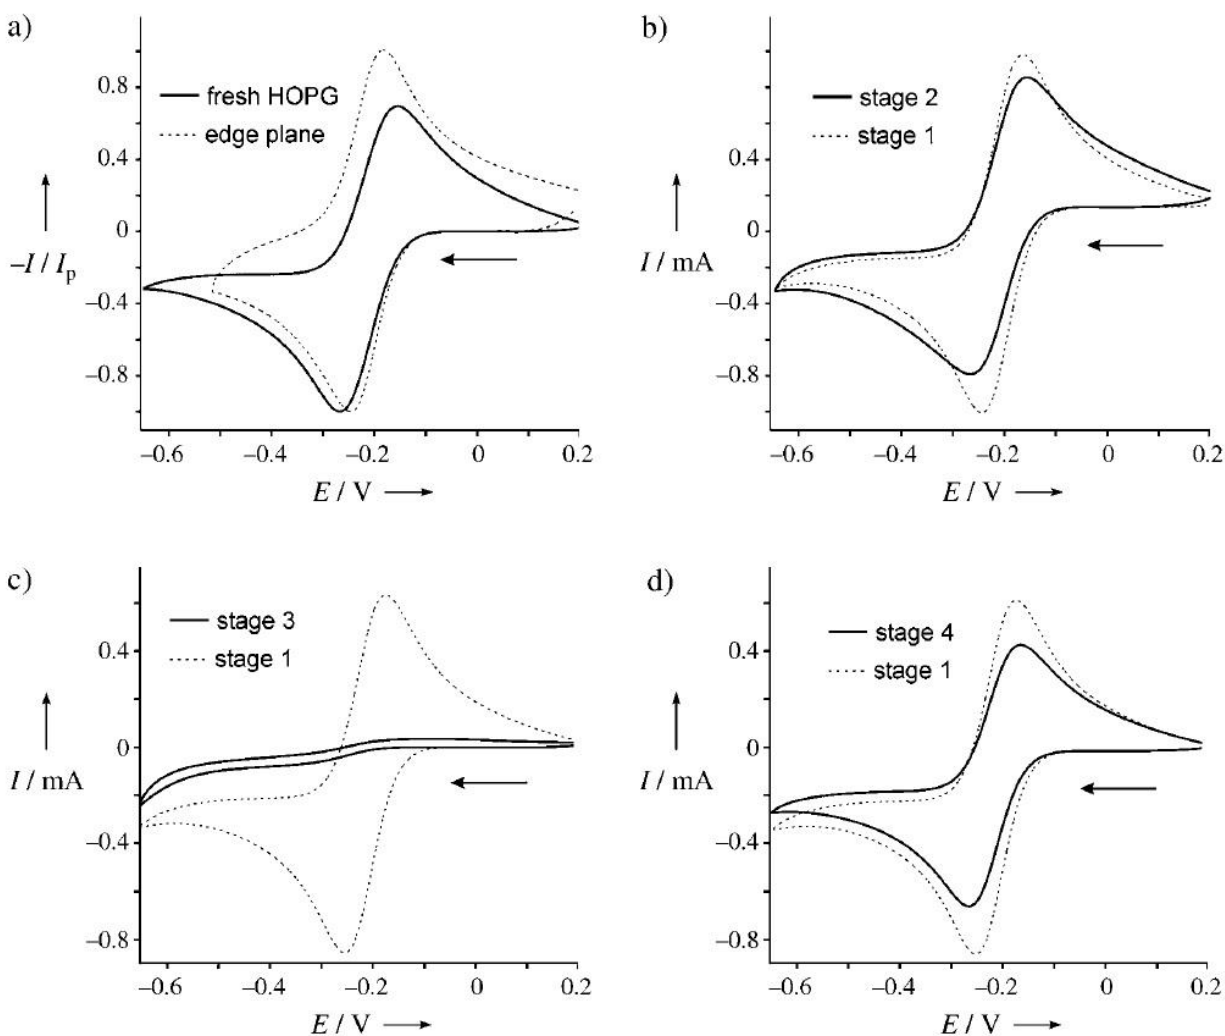 a)
fresh HOPG
edge plane
–I / Ip
0.8
0.4
0
–0.4
–0.8
–0.6
–0.4
–0.2
0
0.2
E / V
b)
stage 2
stage 1
I / mA
0.4
0
–0.4
–0.8
–0.6
–0.4
–0.2
0
0.2
E / V
c)
stage 3
stage 1
I / mA
0.4
0
–0.4
–0.8
–0.6
–0.4
–0.2
0
0.2
E / V
d)
stage 4
stage 1
I / mA
0.4
0
–0.4
–0.8
–0.6
–0.4
–0.2
0
0.2
E / V